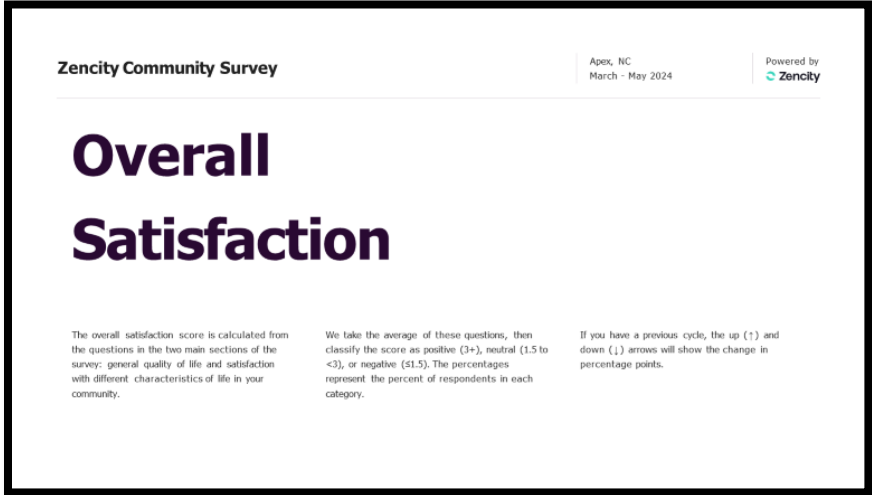 Zencity Community Survey
Apex, NC
March - May 2024
Powered by
Zencity
Overall
Satisfaction
The overall satisfaction score is calculated from
the questions in the two main sections of the
survey: general quality of life and satisfaction
with different characteristics of life in your
community.
We take the average of these questions, then
classify the score as positive (3+), neutral (1.5 to
<3), or negative (≤1.5). The percentages
represent the percent of respondents in each
category.
If you have a previous cycle, the up (↑) and
down (↓) arrows will show the change in
percentage points.